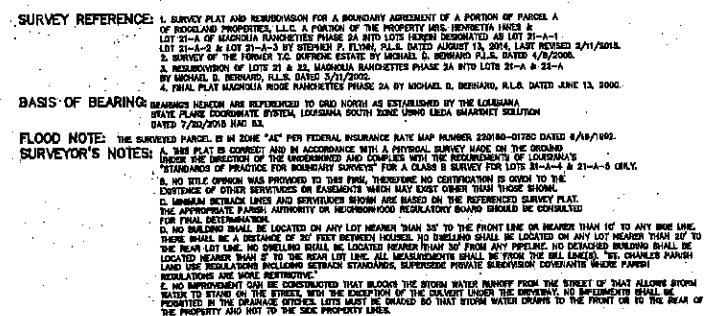 SURVEY REFERENCE: 1. SURVEY PLAT AND RESUBDIVISION FOR A BOUNDARY AGREEMENT OF A PORTION OF PARCEL A
OF RIDGELAND PROPERTIES, L.L.C. A PORTION OF THE PROPERTY MRS. HENRIETTA HINES &
LOT 21-A OF MAGNOLIA RANCHETTES PHASE 2A INTO LOTS HEREIN DESIGNATED AS LOT 21-A-1
LOT 21-A-2 & LOT 21-A-3 BY STEPHEN P. FLYNN, P.L.S. DATED AUGUST 13, 2014, LAST REVISED 2/11/2015.
2. SURVEY OF THE FORMER T.C. DUFRENE ESTATE BY MICHAEL D. BERNARD P.L.S. DATED 4/8/2006.
3. RESUBDIVISION OF LOTS 21 & 22, MAGNOLIA RANCHETTES PHASE 2A INTO LOTS 21-A & 22-A
BY MICHAEL D. BERNARD, P.L.S. DATED 3/11/2002.
4. FINAL PLAT MAGNOLIA RIDGE RANCHETTES PHASE 2A BY MICHAEL D. BERNARD, R.L.S. DATED JUNE 13, 2000.
BASIS OF BEARING: BEARINGS HEREON ARE REFERENCED TO GRID NORTH AS ESTABLISHED BY THE LOUISIANA
STATE PLANE COORDINATE SYSTEM, LOUISIANA SOUTH ZONE USING LEICA SMARTNET SOLUTION
DATED 7/20/2015 NAD 83.
FLOOD NOTE: THE SURVEYED PARCEL IS IN ZONE "AE" PER FEDERAL INSURANCE RATE MAP NUMBER 220160-0175C DATED 6/16/1992.
SURVEYOR'S NOTES: A. THIS PLAT IS CORRECT AND IN ACCORDANCE WITH A PHYSICAL SURVEY MADE ON THE GROUND
UNDER THE DIRECTION OF THE UNDERSIGNED AND COMPLIES WITH THE REQUIREMENTS OF LOUISIANA'S
"STANDARDS OF PRACTICE FOR BOUNDARY SURVEYS" FOR A CLASS B SURVEY FOR LOTS 21-A-4 & 21-A-5 ONLY.
B. NO TITLE OPINION WAS PROVIDED TO THIS FIRM, THEREFORE NO CERTIFICATION IS GIVEN TO THE
EXISTENCE OF OTHER SERVITUDES OR EASEMENTS WHICH MAY EXIST OTHER THAN THOSE SHOWN.
C. MINIMUM SETBACK LINES AND SERVITUDES SHOWN ARE BASED ON THE REFERENCED SURVEY PLAT.
THE APPROPRIATE PARISH AUTHORITY OR NEIGHBORHOOD REGULATORY BOARD SHOULD BE CONSULTED
FOR FINAL DETERMINATION.
D. NO BUILDING SHALL BE LOCATED ON ANY LOT NEARER THAN 35' TO THE FRONT LINE OR NEARER THAN 10' TO ANY SIDE LINE.
THERE SHALL BE A DISTANCE OF 20' FEET BETWEEN HOUSES. NO DWELLING SHALL BE LOCATED ON ANY LOT NEARER THAN 20' TO
THE REAR LOT LINE. NO DWELLING SHALL BE LOCATED NEARER THAN 30' FROM ANY PIPELINE. NO DETACHED BUILDING SHALL BE
LOCATED NEARER THAN 5' TO THE REAR LOT LINE. ALL MEASUREMENTS SHALL BE FROM THE SILL LINE(S). "ST. CHARLES PARISH
LAND USE REGULATIONS INCLUDING SETBACK STANDARDS, SUPERSEDE PRIVATE SUBDIVISION COVENANTS WHERE PARISH
REGULATIONS ARE MORE RESTRICTIVE."
E. NO IMPROVEMENT CAN BE CONSTRUCTED THAT BLOCKS THE STORM WATER RUNOFF FROM THE STREET OF THAT ALLOWS STORM
WATER TO STAND ON THE STREET, WITH THE EXCEPTION OF THE CULVERT UNDER THE DRIVEWAY. NO IMPEDIMENTS SHALL BE
PERMITTED IN THE DRAINAGE DITCHES. LOTS MUST BE GRADED SO THAT STORM WATER DRAINS TO THE FRONT OR TO THE REAR OF
THE PROPERTY AND NOT TO THE SIDE PROPERTY LINES.